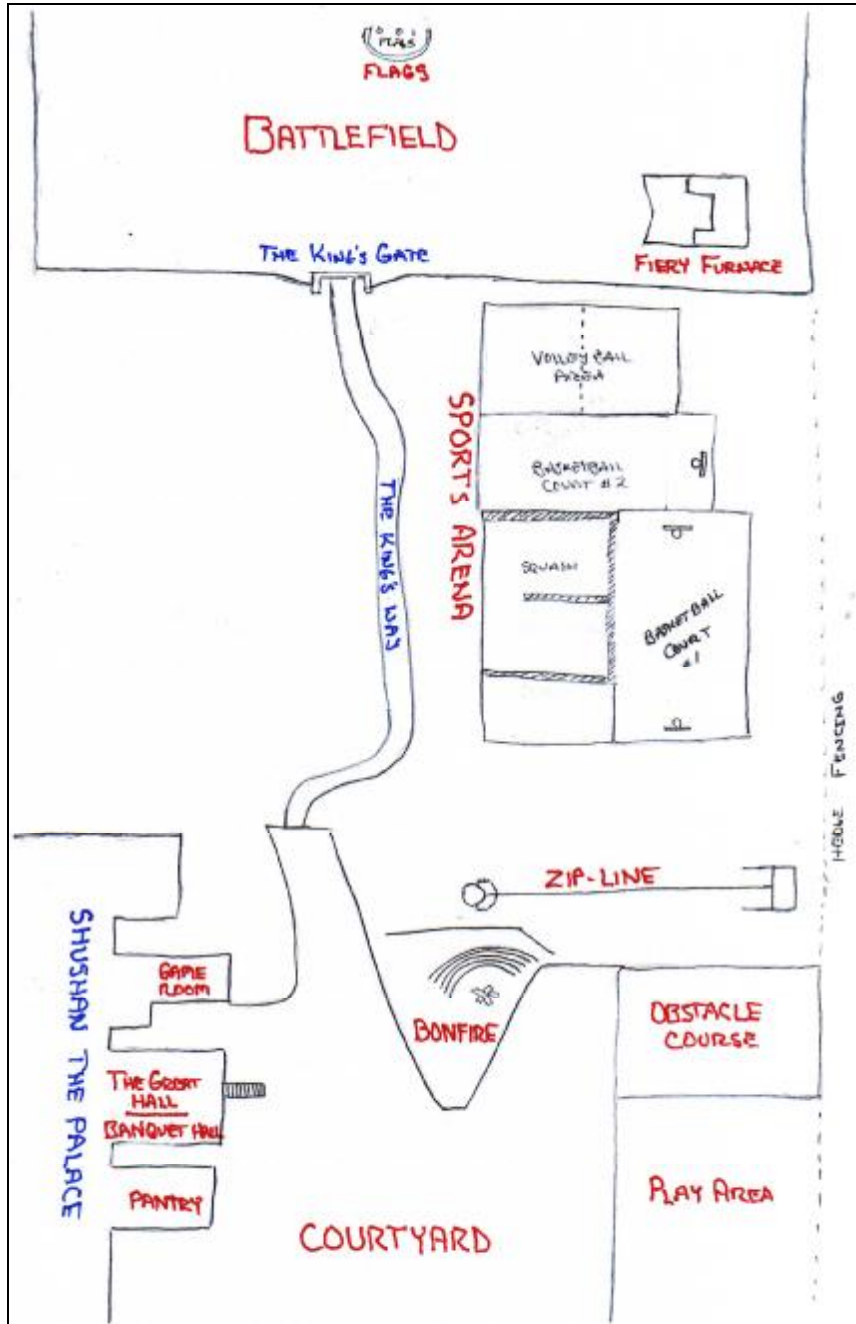 FLAGS
FLAGS
BATTLEFIELD
THE KING'S GATE
FIERY FURNACE
VOLLEY BALL
ARENA
SPORTS ARENA
BASKETBALL
COURT #2
THE KING'S WAY
SQUASH
BASKETBALL
COURT
#1
HEDGE FENCING
ZIP-LINE
SHUSHAN THE PALACE
GAME
ROOM
BONFIRE
OBSTACLE
COURSE
THE GREAT
HALL
BANQUET HALL
PANTRY
PLAY AREA
COURTYARD